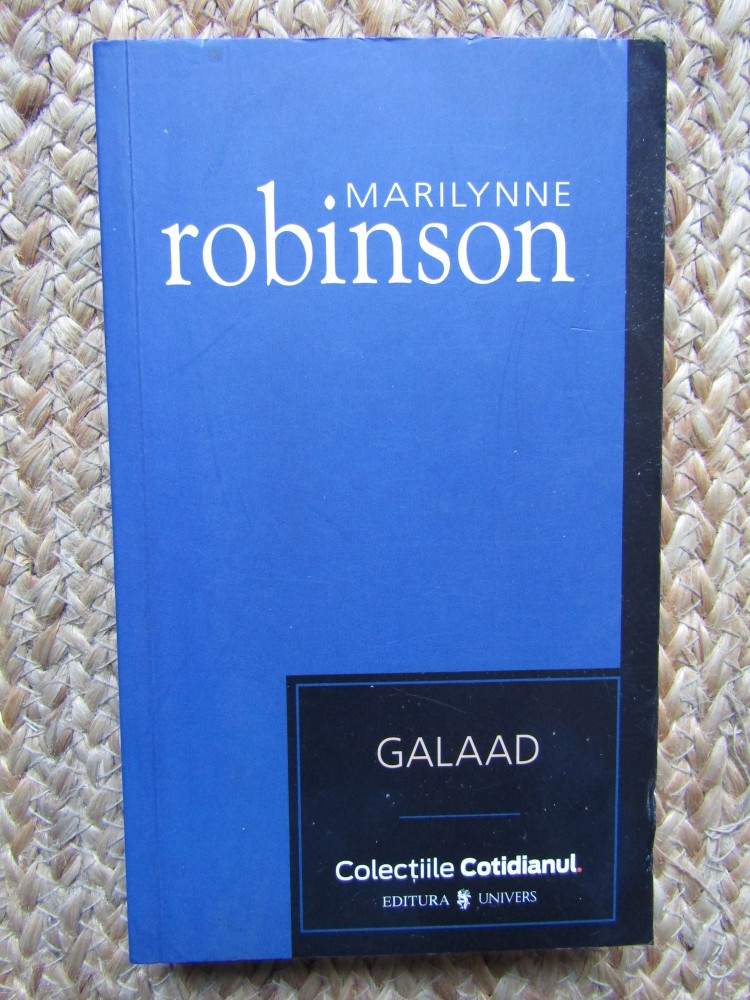 MARILYNNE
robinson
GALAAD
Colecțiile Cotidianul.
EDITURA UNIVERS